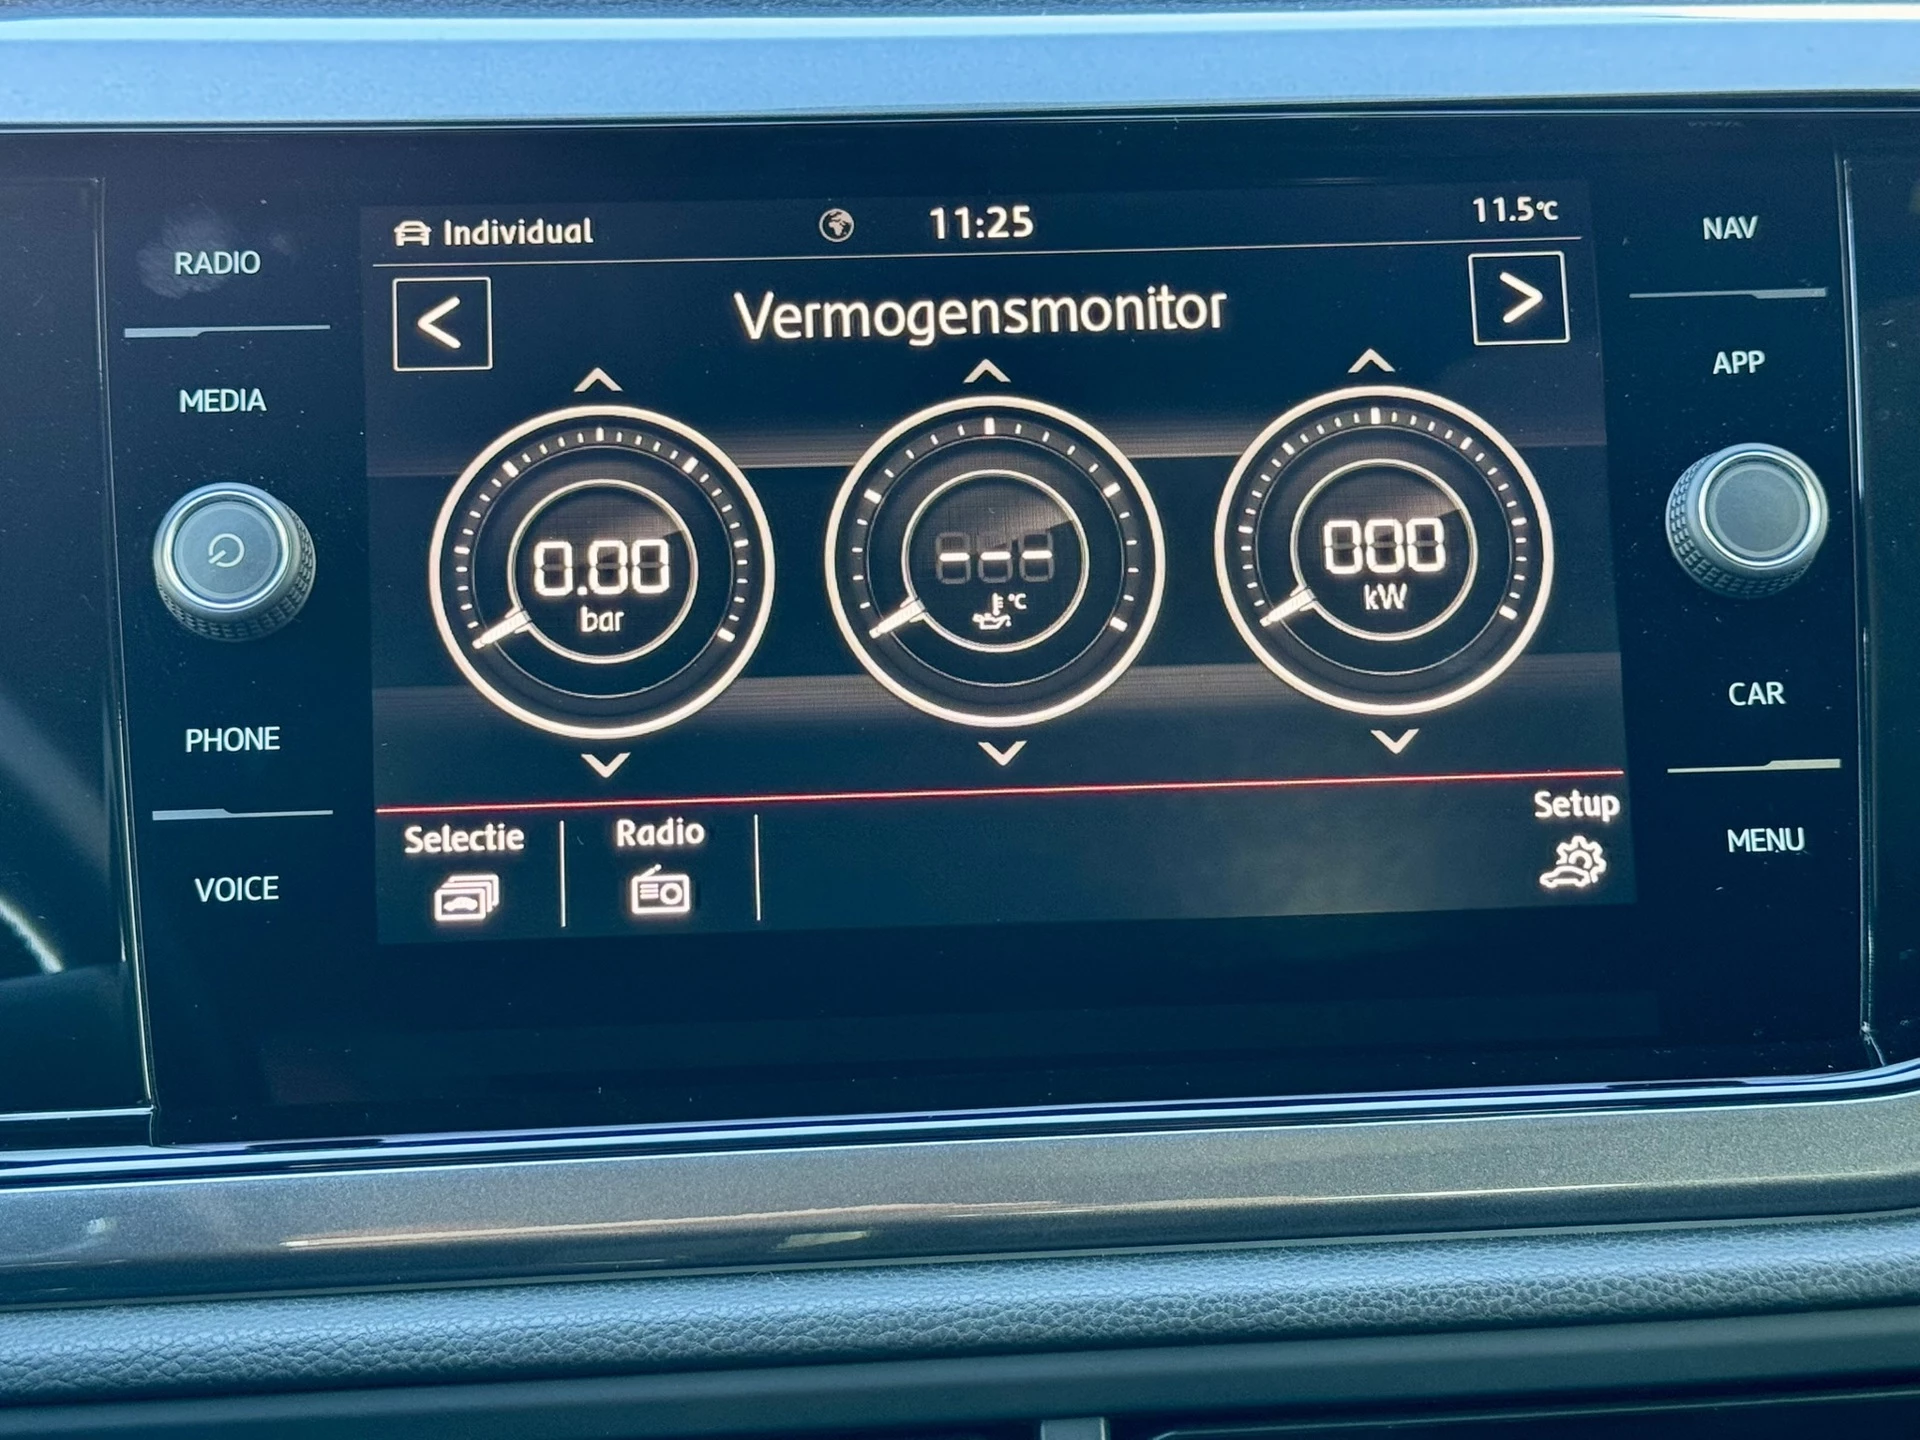 Individual 11:25 11.5°C
RADIO
NAV
< Vermogensmonitor >
MEDIA
APP
0.00
bar
---
°C
000
kW
PHONE
CAR
Selectie
Radio
Setup
VOICE
MENU